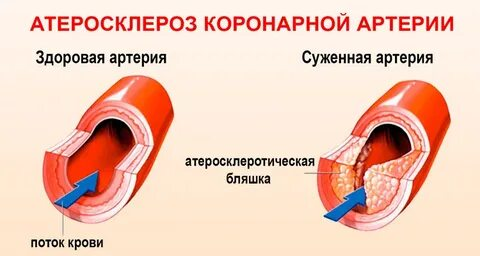 АТЕРОСКЛЕРОЗ КОРОНАРНОЙ АРТЕРИИ
Здоровая артерия
Суженная артерия
атеросклеротическая
бляшка
поток крови